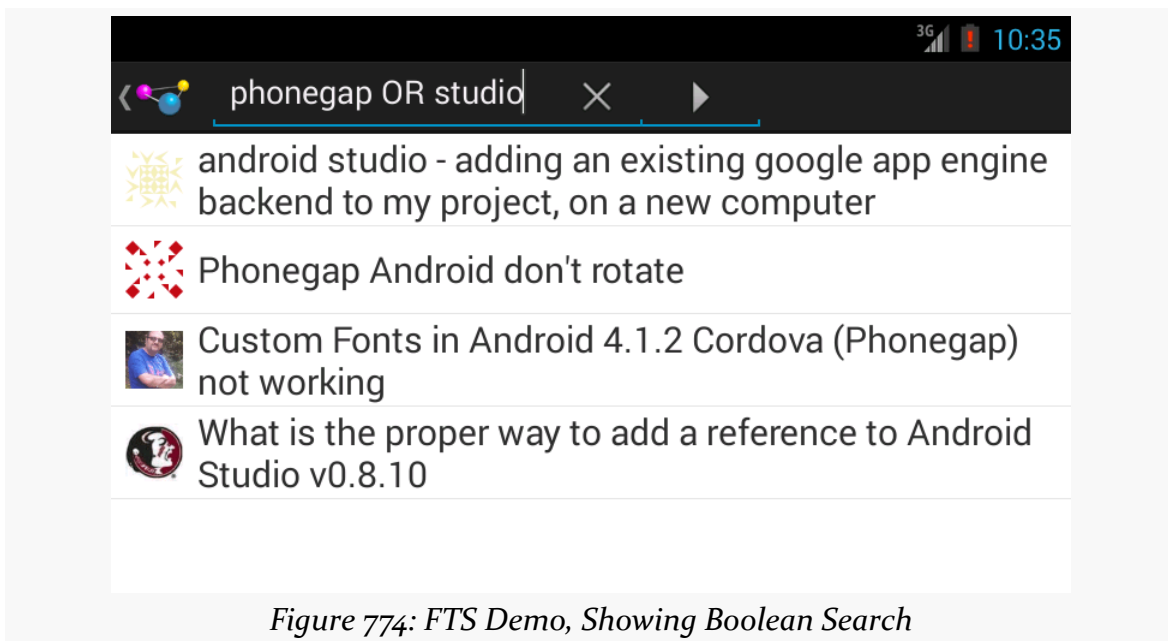 3G 10:35
phonegap OR studio
android studio - adding an existing google app engine
backend to my project, on a new computer
Phonegap Android don't rotate
Custom Fonts in Android 4.1.2 Cordova (Phonegap)
not working
What is the proper way to add a reference to Android
Studio v0.8.10
Figure 774: FTS Demo, Showing Boolean Search